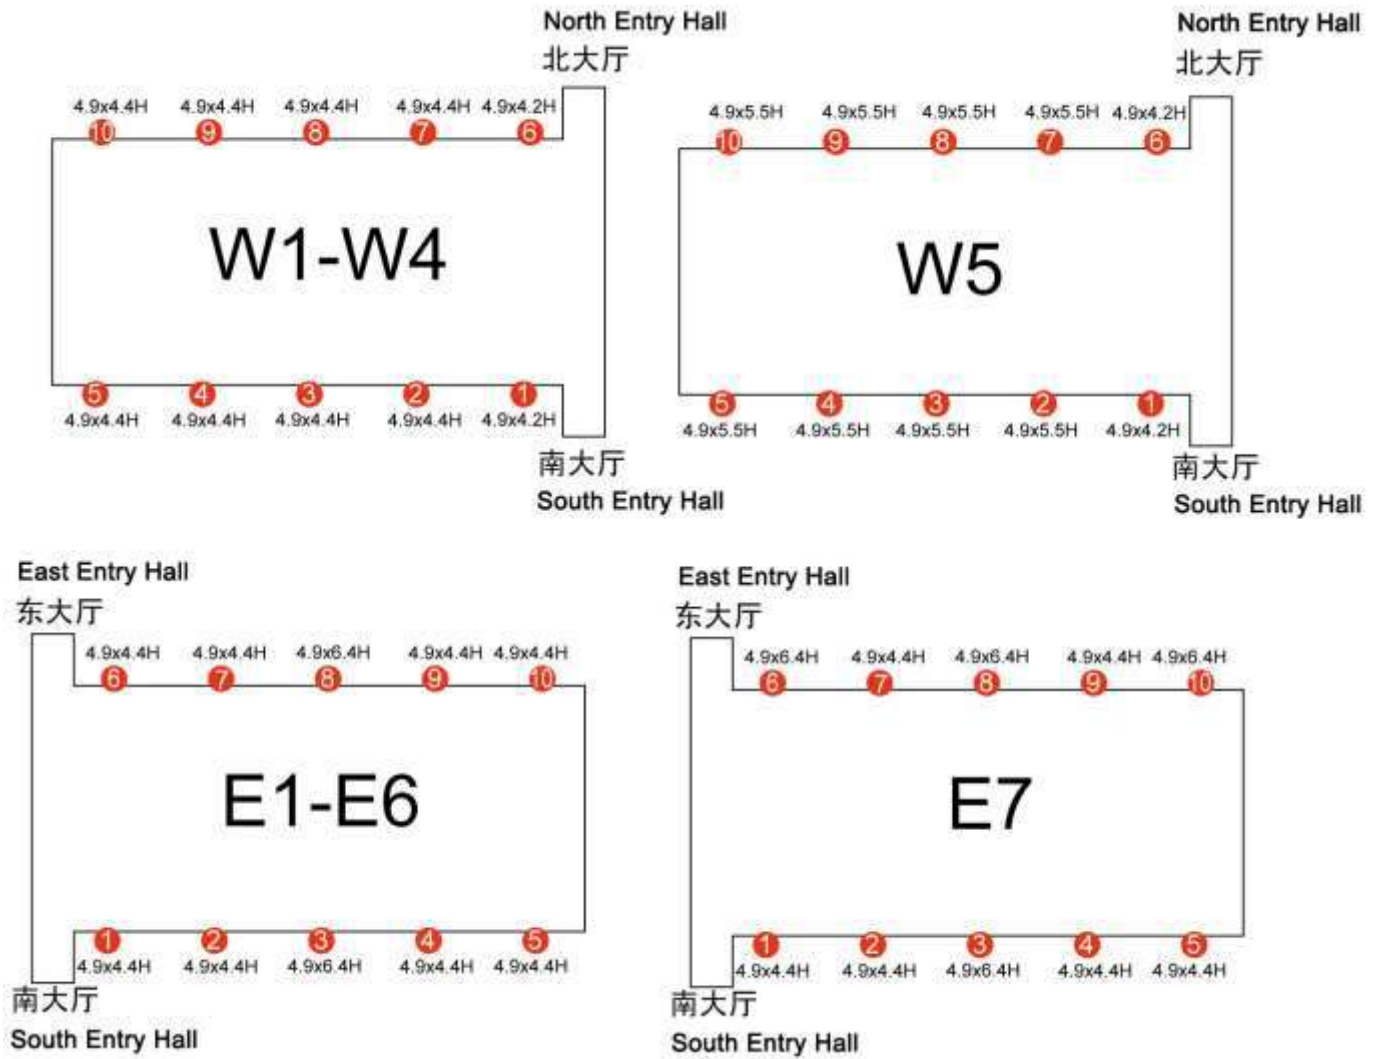 North Entry Hall
北大厅
4.9x4.4H 4.9x4.4H 4.9x4.4H 4.9x4.4H 4.9x4.2H
10 9 8 7 6
W1-W4
5 4 3 2 1
4.9x4.4H 4.9x4.4H 4.9x4.4H 4.9x4.4H 4.9x4.2H
南大厅
South Entry Hall
North Entry Hall
北大厅
4.9x5.5H 4.9x5.5H 4.9x5.5H 4.9x5.5H 4.9x4.2H
10 9 8 7 6
W5
5 4 3 2 1
4.9x5.5H 4.9x5.5H 4.9x5.5H 4.9x5.5H 4.9x4.2H
南大厅
South Entry Hall
East Entry Hall
东大厅
4.9x4.4H 4.9x4.4H 4.9x6.4H 4.9x4.4H 4.9x4.4H
6 7 8 9 10
E1-E6
1 2 3 4 5
4.9x4.4H 4.9x4.4H 4.9x6.4H 4.9x4.4H 4.9x4.4H
南大厅
South Entry Hall
East Entry Hall
东大厅
4.9x6.4H 4.9x4.4H 4.9x6.4H 4.9x4.4H 4.9x6.4H
6 7 8 9 10
E7
1 2 3 4 5
4.9x4.4H 4.9x4.4H 4.9x6.4H 4.9x4.4H 4.9x4.4H
南大厅
South Entry Hall